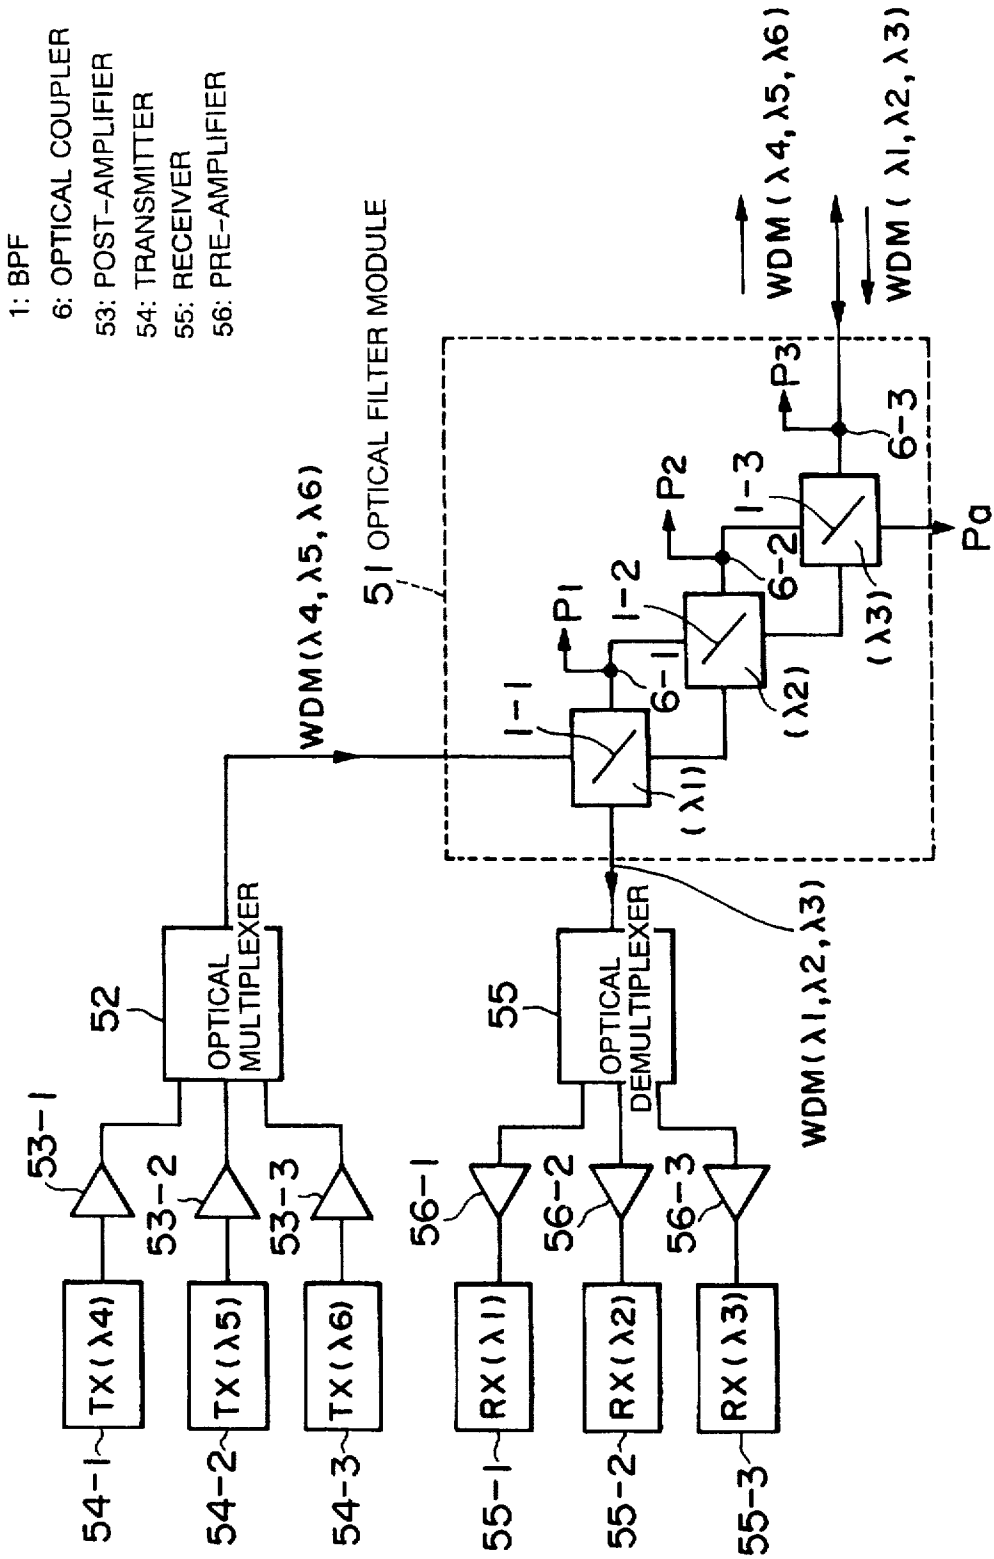 1: BPF
6: OPTICAL COUPLER
53: POST-AMPLIFIER
54: TRANSMITTER
55: RECEIVER
56: PRE-AMPLIFIER
54-1
TX(λ4)
53-1
54-2
TX(λ5)
53-2
54-3
TX(λ6)
53-3
52
OPTICAL
MULTIPLEXER
WDM(λ4,λ5,λ6)
51 OPTICAL FILTER MODULE
55-1
RX(λ1)
56-1
55-2
RX(λ2)
56-2
55-3
RX(λ3)
56-3
55
OPTICAL
DEMULTIPLEXER
WDM(λ1,λ2,λ3)
1-1
(λ1)
P1
6-1
1-2
(λ2)
P2
6-2
1-3
(λ3)
P3
6-3
Pa
WDM(λ4,λ5,λ6)
WDM(λ1,λ2,λ3)